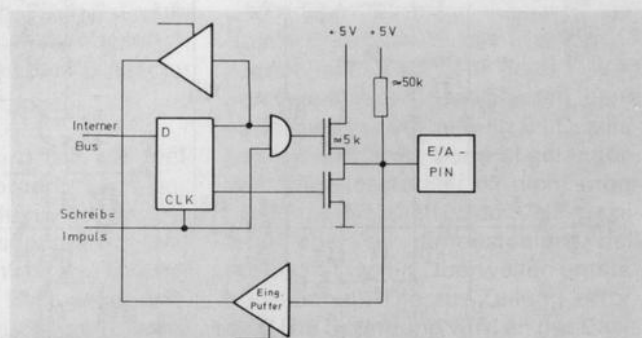 +5V +5V
≈50k
Interner
Bus
D
≈5k
E/A-
PIN
CLK
Schreib=
Impuls
Eing.
Puffer